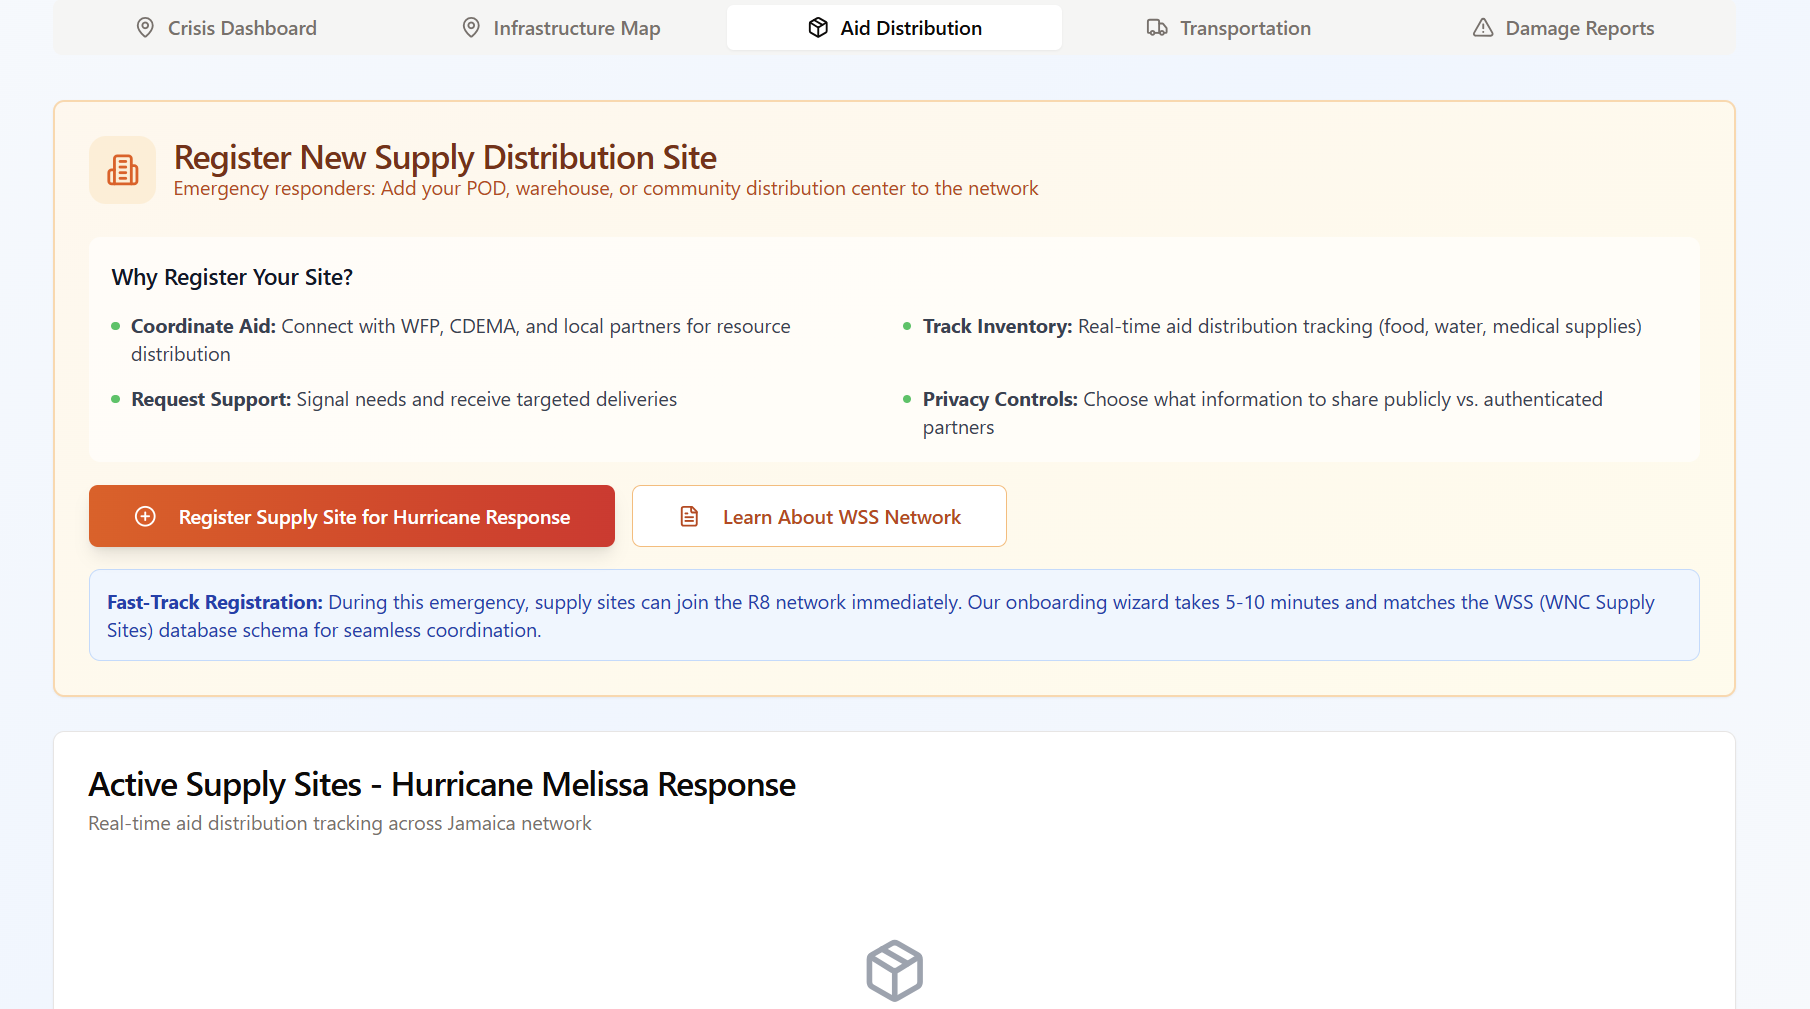 Crisis Dashboard
Infrastructure Map
Aid Distribution
Transportation
Damage Reports
Register New Supply Distribution Site
Emergency responders: Add your POD, warehouse, or community distribution center to the network
Why Register Your Site?
Coordinate Aid: Connect with WFP, CDEMA, and local partners for resource
distribution
Track Inventory: Real-time aid distribution tracking (food, water, medical supplies)
Request Support: Signal needs and receive targeted deliveries
Privacy Controls: Choose what information to share publicly vs. authenticated
partners
Register Supply Site for Hurricane Response
Learn About WSS Network
Fast-Track Registration: During this emergency, supply sites can join the R8 network immediately. Our onboarding wizard takes 5-10 minutes and matches the WSS (WNC Supply
Sites) database schema for seamless coordination.
Active Supply Sites - Hurricane Melissa Response
Real-time aid distribution tracking across Jamaica network